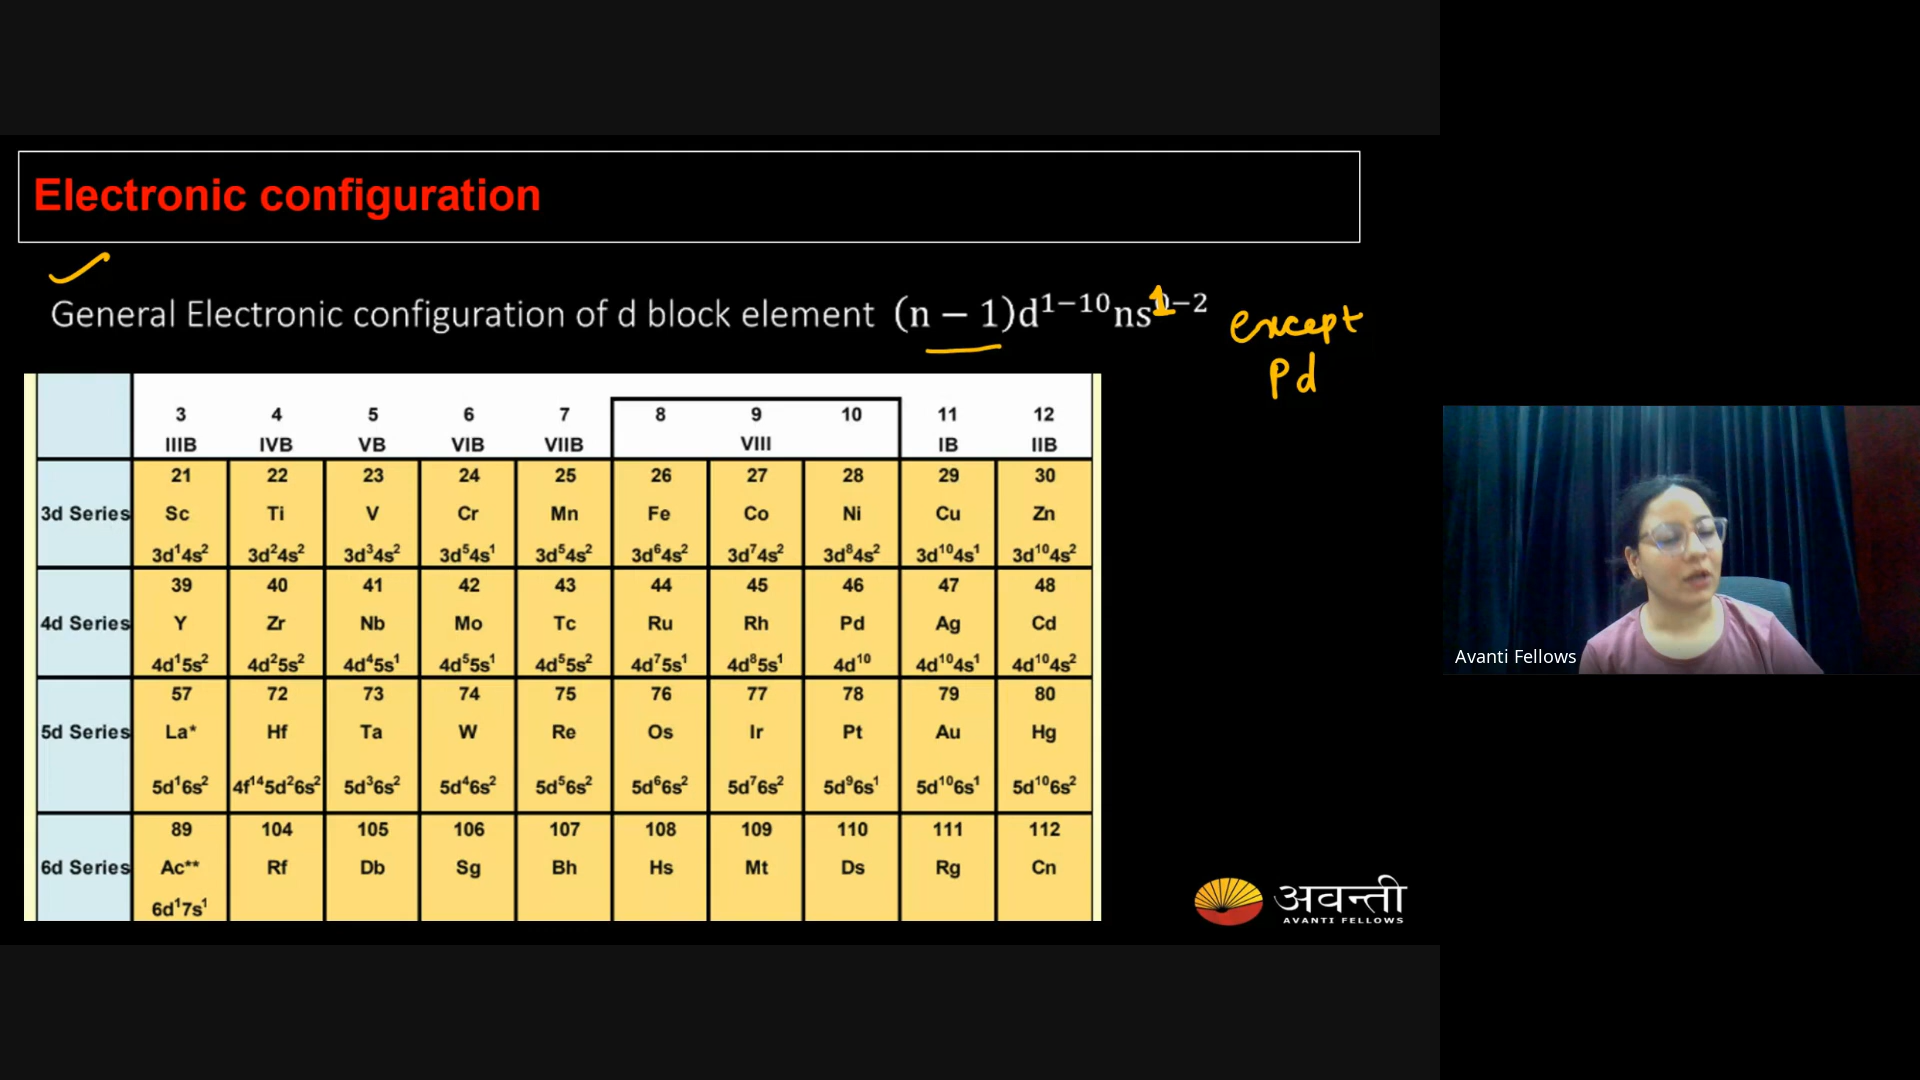 Electronic configuration
General Electronic configuration of d block element (n − 1)d¹⁻¹⁰ns¹⁻²
except
Pd
3 4 5 6 7 8 9 10 11 12
IIIB IVB VB VIB VIIB VIII IB IIB
21 22 23 24 25 26 27 28 29 30
3d Series Sc Ti V Cr Mn Fe Co Ni Cu Zn
3d¹4s² 3d²4s² 3d³4s² 3d⁵4s¹ 3d⁵4s² 3d⁶4s² 3d⁷4s² 3d⁸4s² 3d¹⁰4s¹ 3d¹⁰4s²
39 40 41 42 43 44 45 46 47 48
4d Series Y Zr Nb Mo Tc Ru Rh Pd Ag Cd
4d¹5s² 4d²5s² 4d⁴5s¹ 4d⁵5s¹ 4d⁵5s² 4d⁷5s¹ 4d⁸5s¹ 4d¹⁰ 4d¹⁰4s¹ 4d¹⁰4s²
57 72 73 74 75 76 77 78 79 80
5d Series La* Hf Ta W Re Os Ir Pt Au Hg
5d¹6s² 4f¹⁴5d²6s² 5d³6s² 5d⁴6s² 5d⁵6s² 5d⁶6s² 5d⁷6s² 5d⁹6s¹ 5d¹⁰6s¹ 5d¹⁰6s²
89 104 105 106 107 108 109 110 111 112
6d Series Ac** Rf Db Sg Bh Hs Mt Ds Rg Cn
6d¹7s¹
अवन्ती
AVANTI FELLOWS
Avanti Fellows